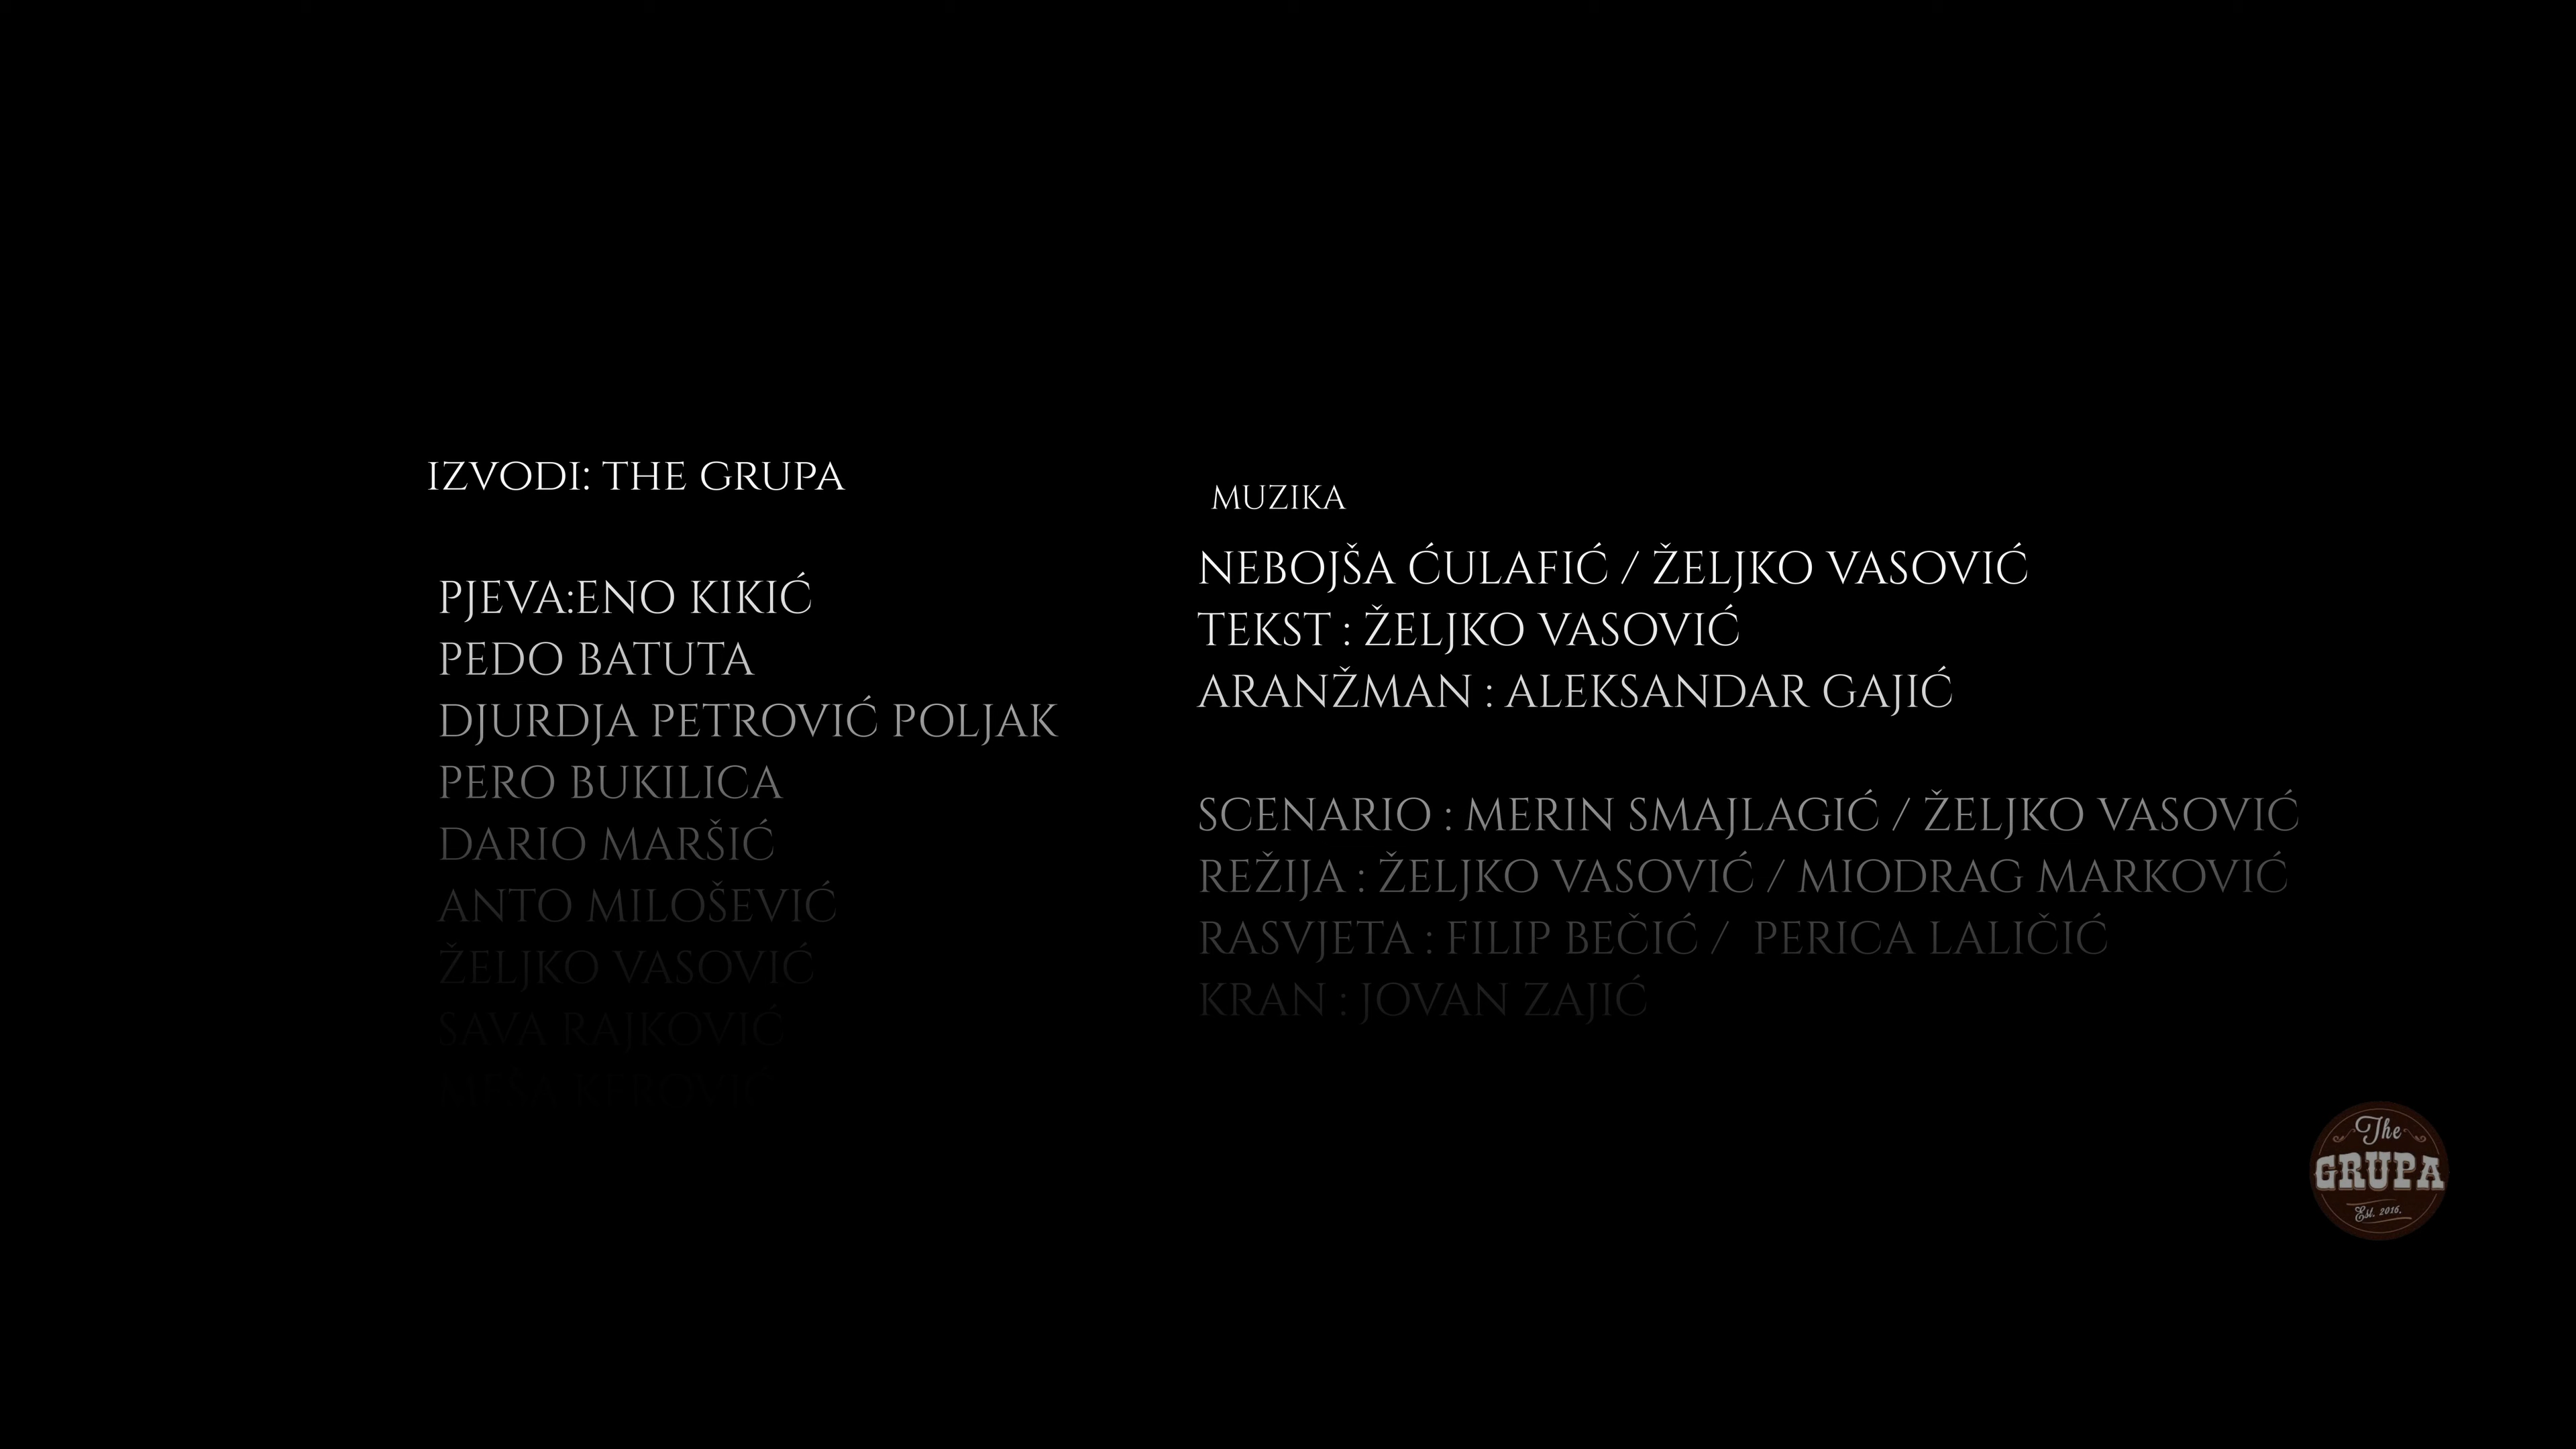 IZVODI: THE GRUPA
PJEVA:ENO KIKIĆ
PEDO BATUTA
DJURDJA PETROVIĆ POLJAK
PERO BUKILICA
DARIO MARŠIĆ
ANTO MILOŠEVIĆ
ŽELJKO VASOVIĆ
SAVA RAJKOVIĆ
MEŠA KEROVIĆ
MUZIKA
NEBOJŠA ĆULAFIĆ / ŽELJKO VASOVIĆ
TEKST : ŽELJKO VASOVIĆ
ARANŽMAN : ALEKSANDAR GAJIĆ
SCENARIO : MERIN SMAJLAGIĆ / ŽELJKO VASOVIĆ
REŽIJA : ŽELJKO VASOVIĆ / MIODRAG MARKOVIĆ
RASVJETA : FILIP BEČIĆ / PERICA LALIČIĆ
KRAN : JOVAN ZAJIĆ
The
GRUPA
Est. 2016.